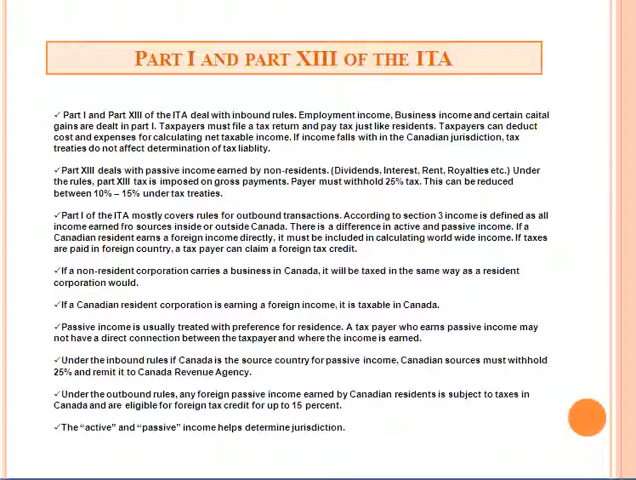 PART I AND PART XIII OF THE ITA
✓ Part I and Part XIII of the ITA deal with inbound rules. Employment income, Business income and certain caital
gains are dealt in part I. Taxpayers must file a tax return and pay tax just like residents. Taxpayers can deduct
cost and expenses for calculating net taxable income. If income falls with in the Canadian jurisdiction, tax
treaties do not affect determination of tax liablity.
✓Part XIII deals with passive income earned by non-residents. (Dividends, Interest, Rent, Royalties etc.) Under
the rules, part XIII tax is imposed on gross payments. Payer must withhold 25% tax. This can be reduced
between 10% – 15% under tax treaties.
✓Part I of the ITA mostly covers rules for outbound transactions. According to section 3 income is defined as all
income earned fro sources inside or outside Canada. There is a difference in active and passive income. If a
Canadian resident earns a foreign income directly, it must be included in calculating world wide income. If taxes
are paid in foreign country, a tax payer can claim a foreign tax credit.
✓If a non-resident corporation carries a business in Canada, it will be taxed in the same way as a resident
corporation would.
✓If a Canadian resident corporation is earning a foreign income, it is taxable in Canada.
✓Passive income is usually treated with preference for residence. A tax payer who earns passive income may
not have a direct connection between the taxpayer and where the income is earned.
✓Under the inbound rules if Canada is the source country for passive income, Canadian sources must withhold
25% and remit it to Canada Revenue Agency.
✓Under the outbound rules, any foreign passive income earned by Canadian residents is subject to taxes in
Canada and are eligible for foreign tax credit for up to 15 percent.
✓The “active” and “passive” income helps determine jurisdiction.